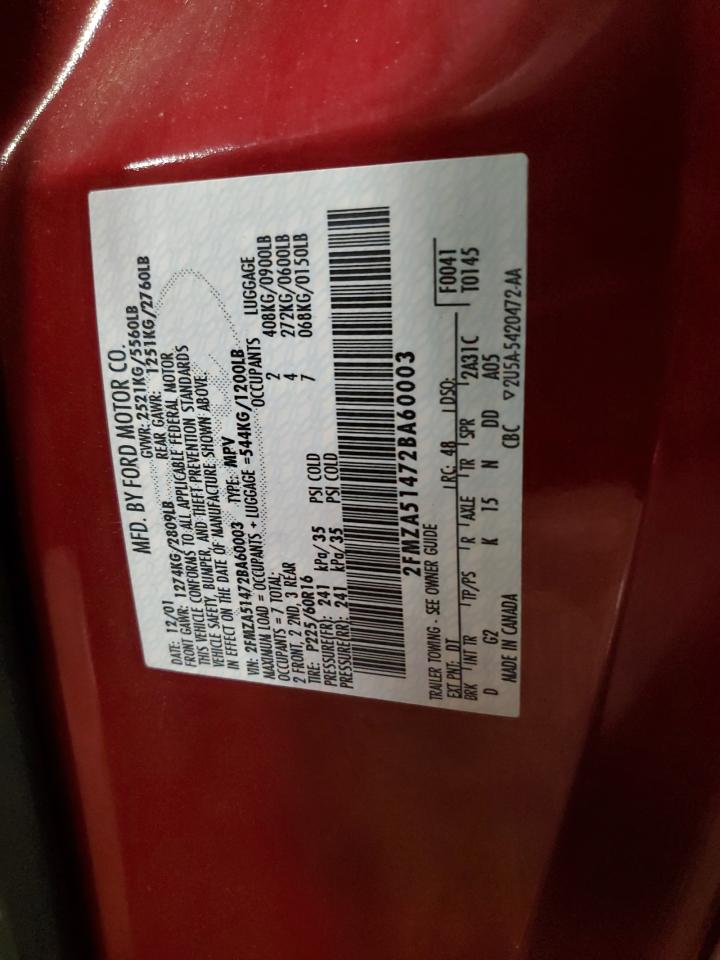 MFD. BY FORD MOTOR CO.
DATE: 12/01 GVWR: 2521KG/5560LB
FRONT GAWR: 1274KG/2809LB REAR GAWR: 1251KG/2760LB
THIS VEHICLE CONFORMS TO ALL APPLICABLE FEDERAL MOTOR
VEHICLE SAFETY, BUMPER, AND THEFT PREVENTION STANDARDS
IN EFFECT ON THE DATE OF MANUFACTURE SHOWN ABOVE.
VIN: 2FMZA51472BA60003 TYPE: MPV
MAXIMUM LOAD = OCCUPANTS + LUGGAGE =544KG/1200LB
OCCUPANTS = 7 TOTAL: OCCUPANTS LUGGAGE
2 FRONT, 2 2ND, 3 REAR 2 408KG/0900LB
TIRE: P225/60R16 4 272KG/0600LB
PRESSURE(FR): 241 kPa/ 35 PSI COLD 7 068KG/0150LB
PRESSURE(RR): 241 kPa/ 35 PSI COLD
2FMZA51472BA60003
TRAILER TOWING - SEE OWNER GUIDE F0041
EXT PNT: DT RC: 48 DSO: T0145
BRK INT TR TP/PS R AXLE TR SPR 2A31C
D G2 K 15 N DD A05
MADE IN CANADA CBC ▽2U5A-5420472-AA